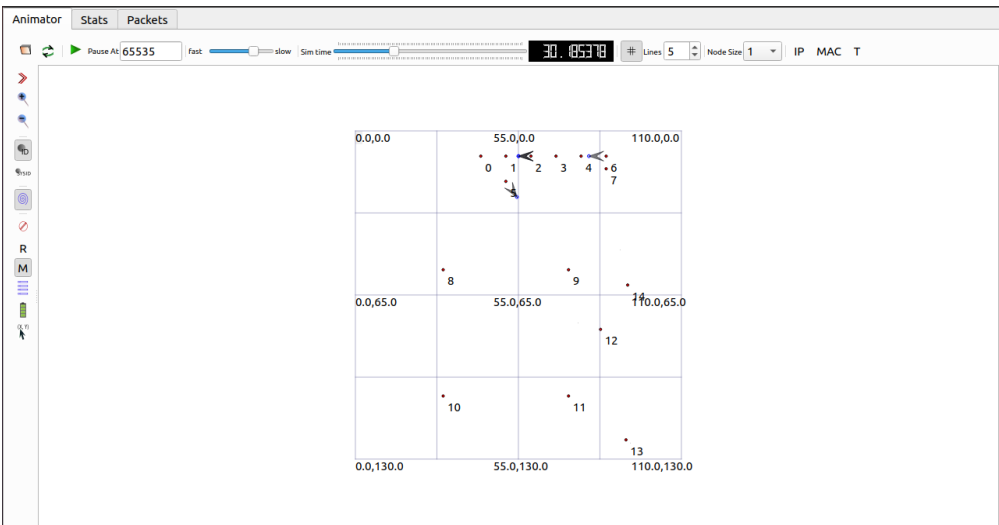 Animator Stats Packets
Pause At 65535 fast slow Sim time 30.185378 # Lines 5 Node Size 1 IP MAC T
ID
SYSID
R
M
(X, Y)
0.0,0.0 55.0,0.0 110.0,0.0
0 1 2 3 4 6
7
5
8 9
14
0.0,65.0 55.0,65.0 110.0,65.0
12
10 11
13
0.0,130.0 55.0,130.0 110.0,130.0